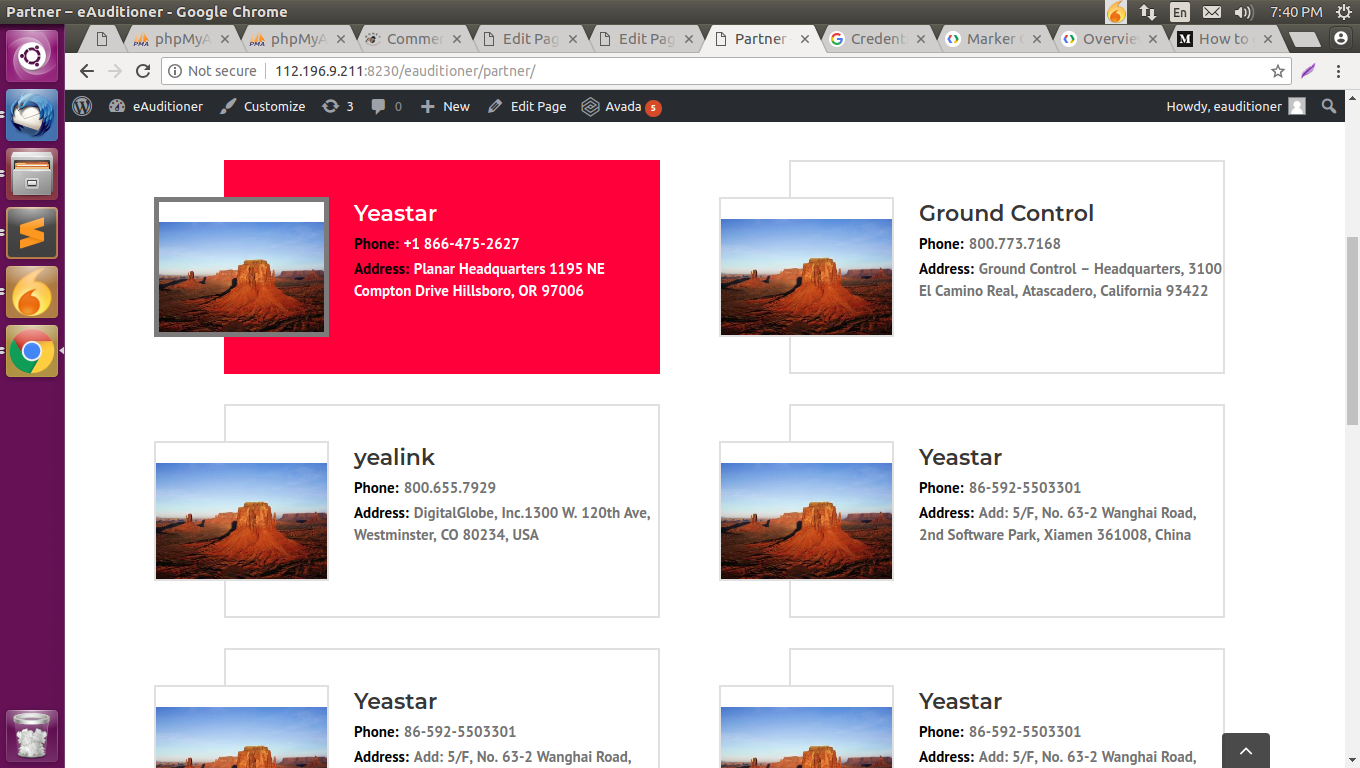 Partner – eAuditioner - Google Chrome
En
7:40 PM
phpMyA
phpMyA
Comme
Edit Pag
Edit Pag
Partner
Credent
Marker
Overvie
How to
Not secure
112.196.9.211:8230/eauditioner/partner/
eAuditioner
Customize
3
0
New
Edit Page
Avada 5
Howdy, eauditioner
Yeastar
Phone: +1 866-475-2627
Address: Planar Headquarters 1195 NE
Compton Drive Hillsboro, OR 97006
Ground Control
Phone: 800.773.7168
Address: Ground Control – Headquarters, 3100
El Camino Real, Atascadero, California 93422
yealink
Phone: 800.655.7929
Address: DigitalGlobe, Inc.1300 W. 120th Ave,
Westminster, CO 80234, USA
Yeastar
Phone: 86-592-5503301
Address: Add: 5/F, No. 63-2 Wanghai Road,
2nd Software Park, Xiamen 361008, China
Yeastar
Phone: 86-592-5503301
Address: Add: 5/F, No. 63-2 Wanghai Road,
Yeastar
Phone: 86-592-5503301
Address: Add: 5/F, No. 63-2 Wanghai Road,